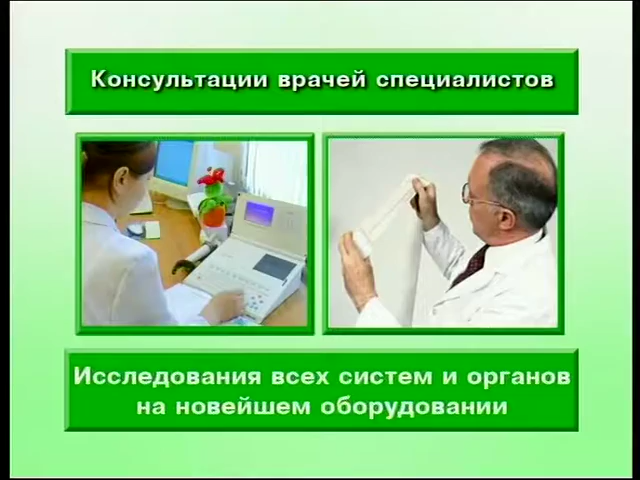 Консультации врачей специалистов
Исследования всех систем и органов
на новейшем оборудовании